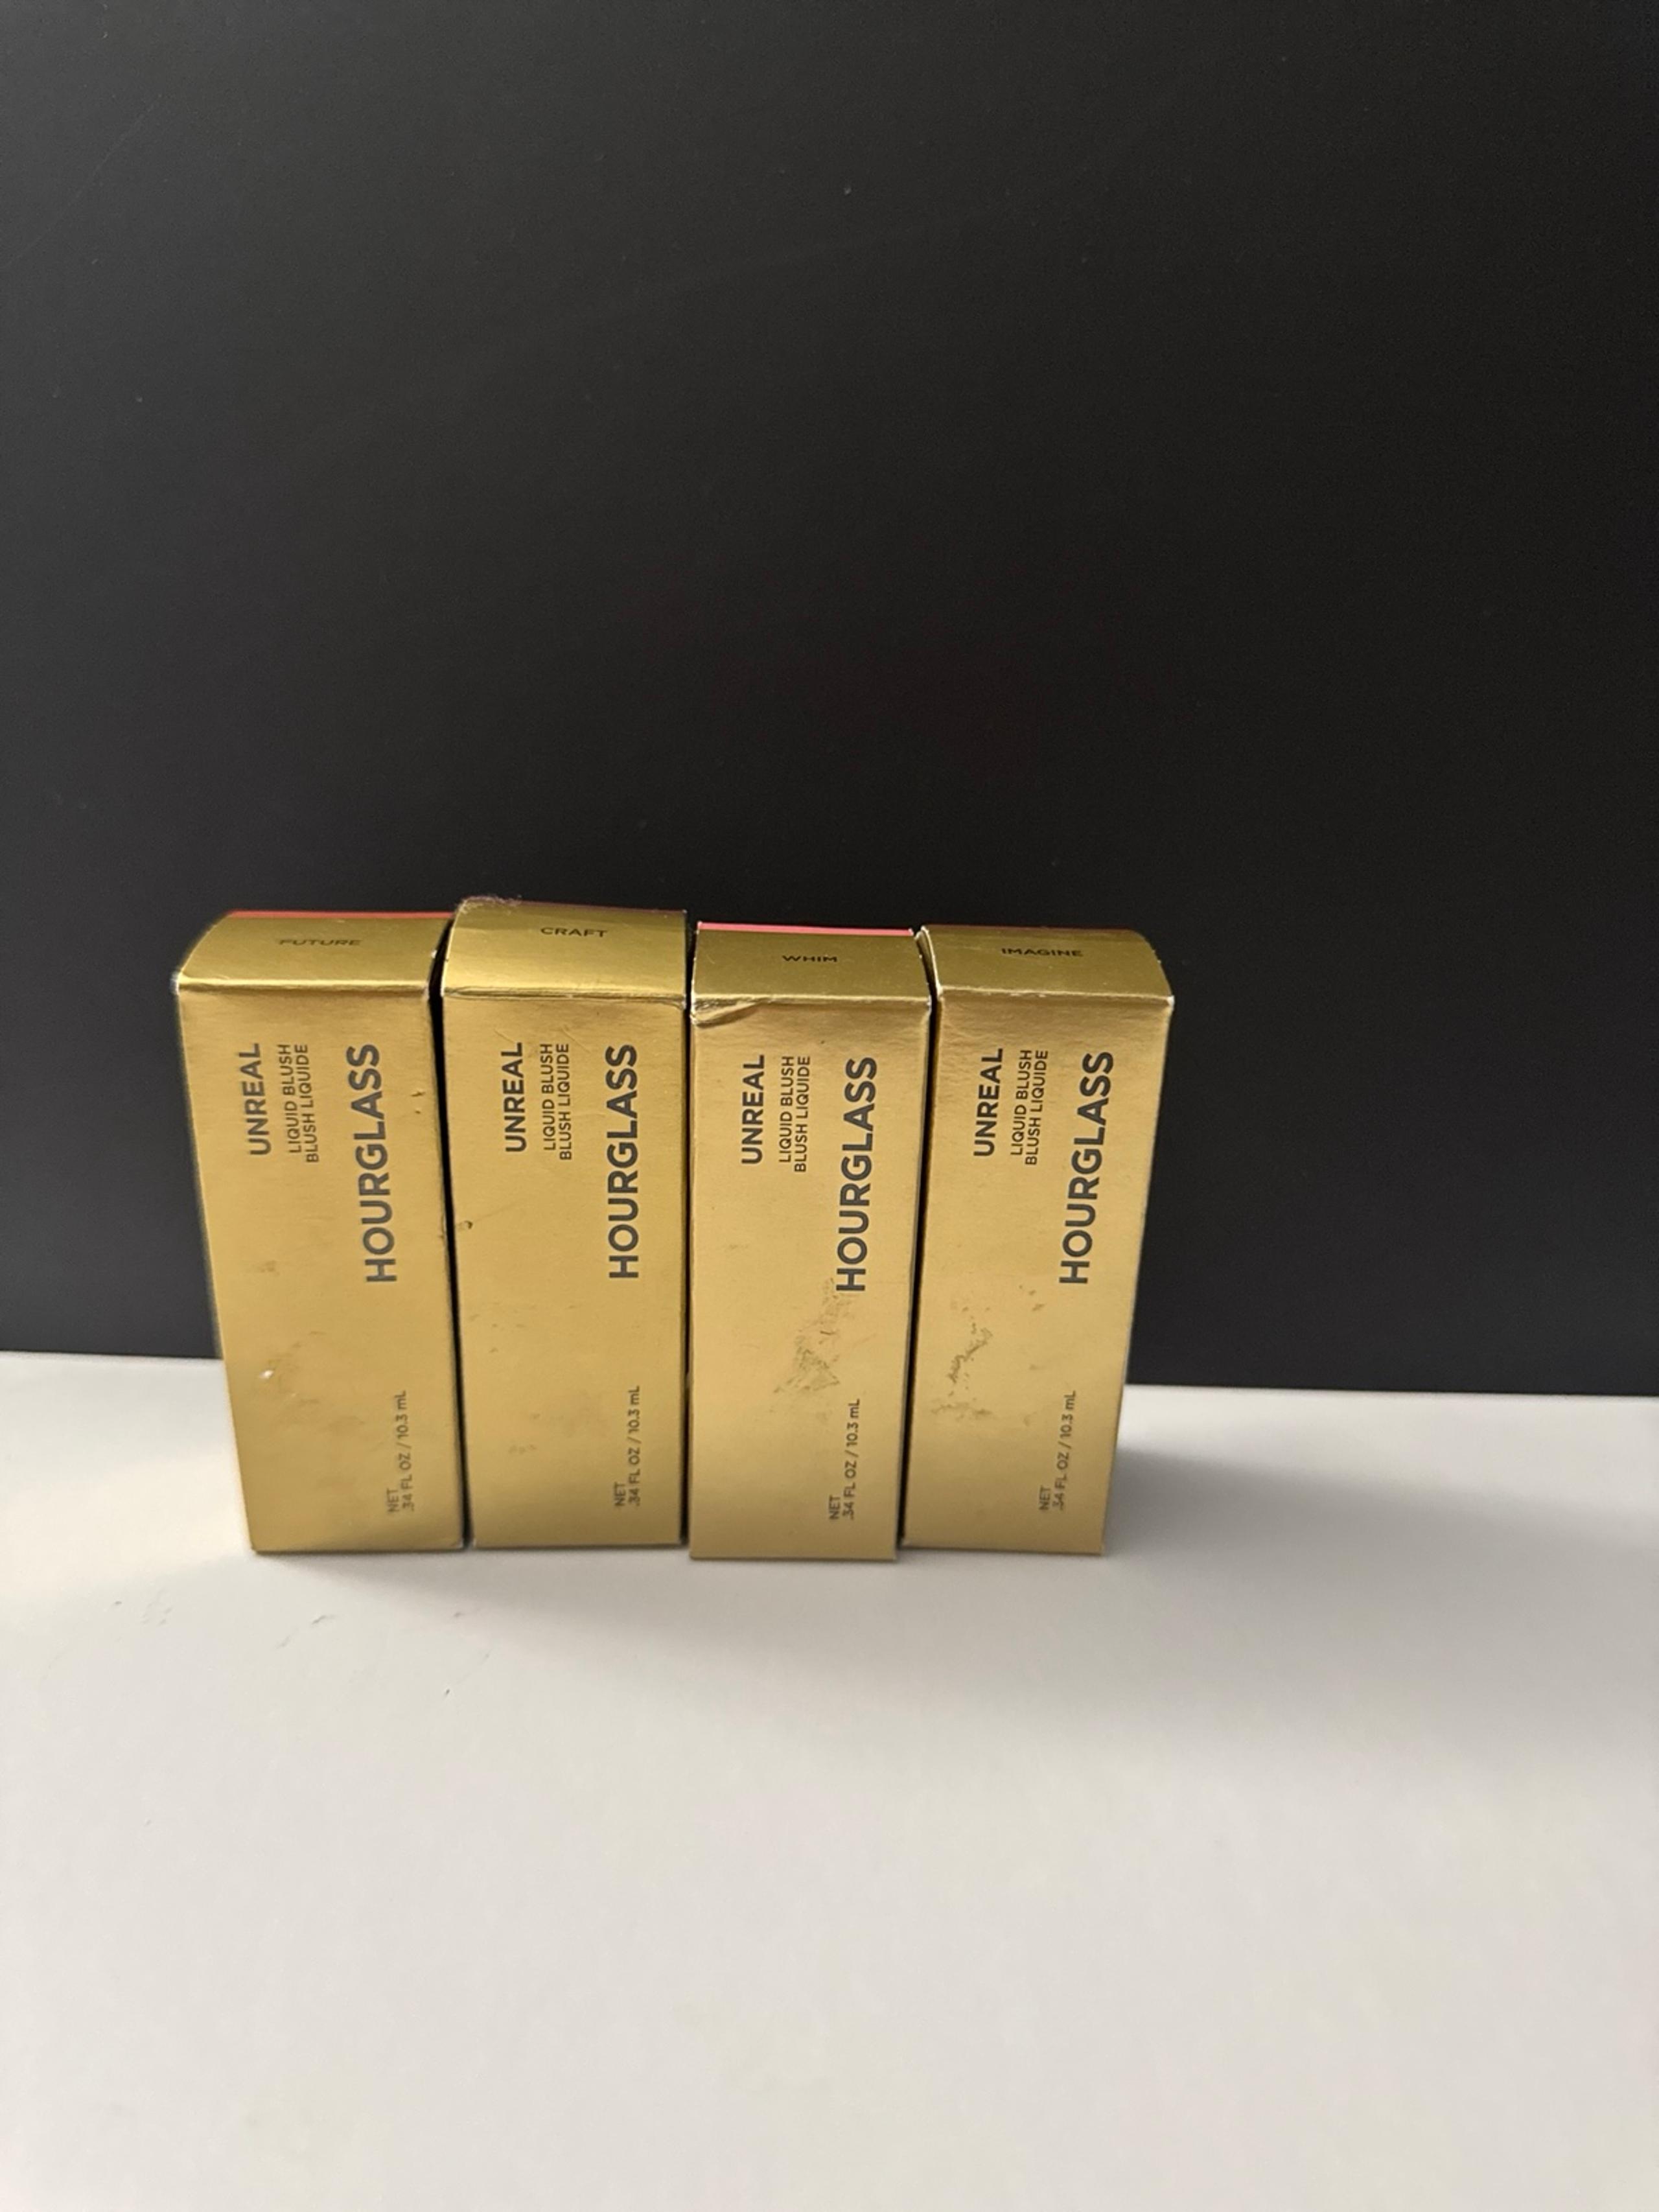 FUTURE
UNREAL
LIQUID BLUSH
BLUSH LIQUIDE
HOURGLASS
NET
.34 FL OZ / 10.3 mL
CRAFT
UNREAL
LIQUID BLUSH
BLUSH LIQUIDE
HOURGLASS
NET
.34 FL OZ / 10.3 mL
WHIM
UNREAL
LIQUID BLUSH
BLUSH LIQUIDE
HOURGLASS
NET
.34 FL OZ / 10.3 mL
IMAGINE
UNREAL
LIQUID BLUSH
BLUSH LIQUIDE
HOURGLASS
NET
.34 FL OZ / 10.3 mL